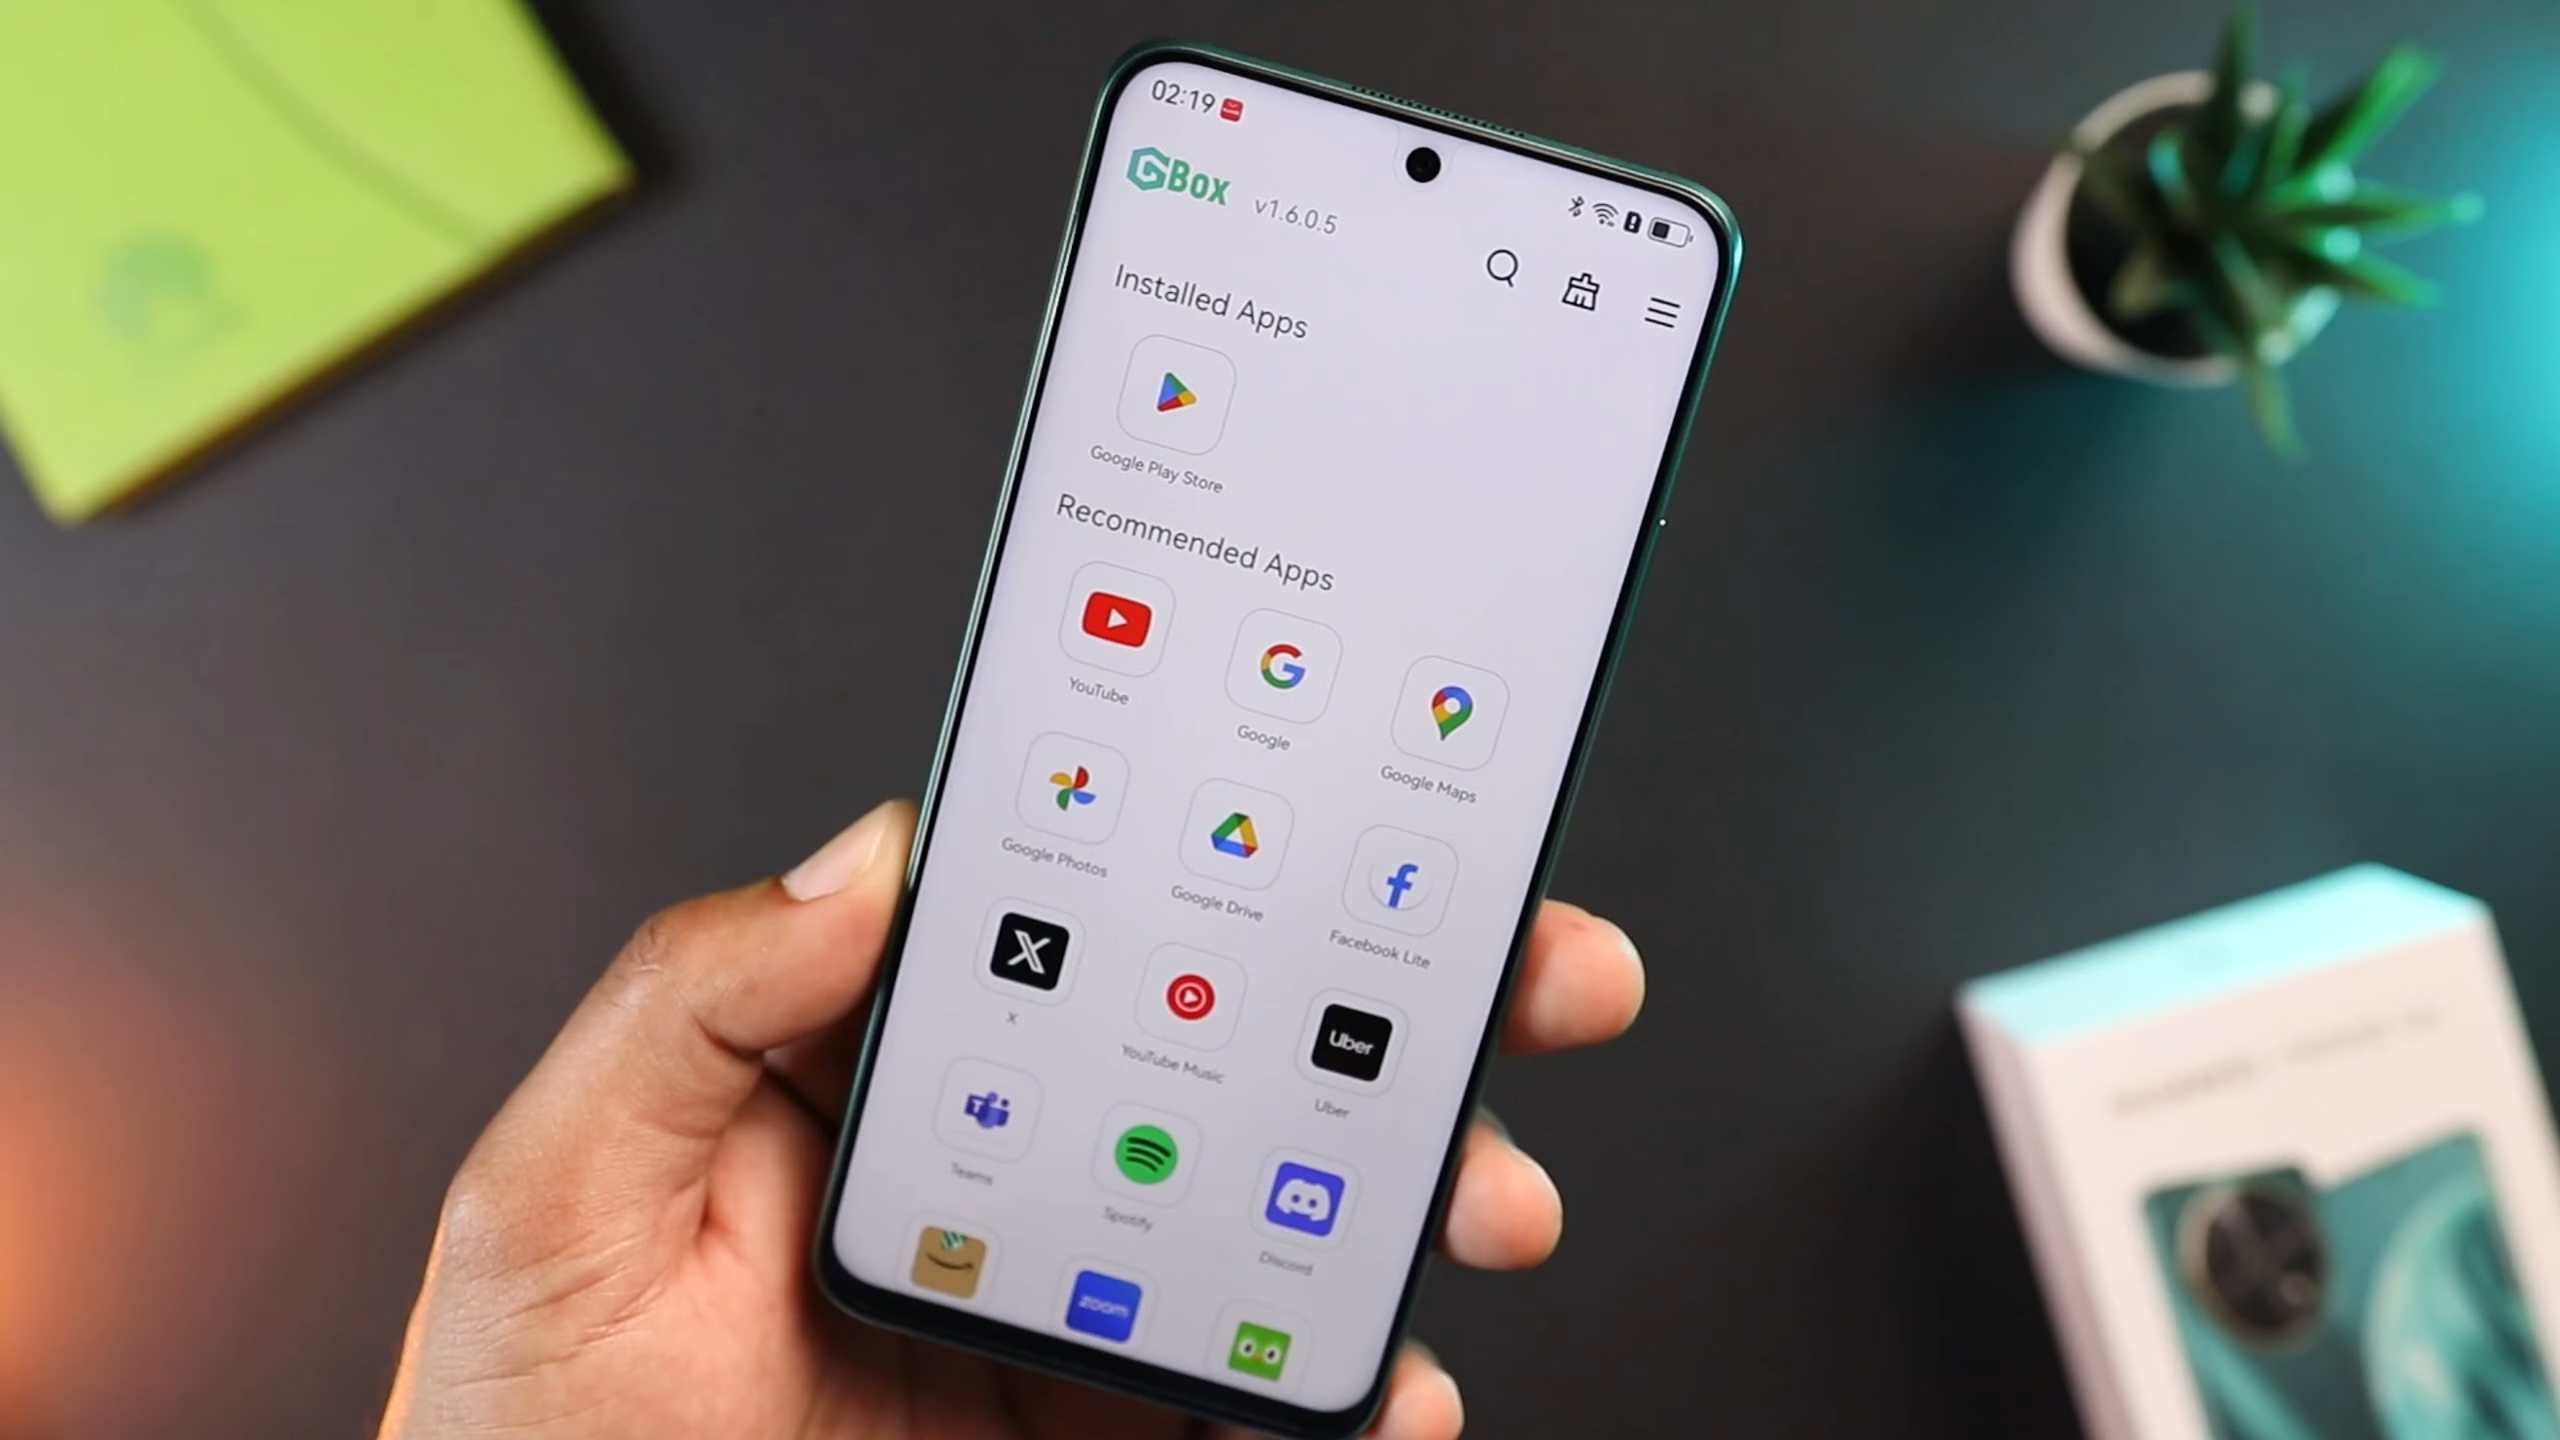 02:19
GBox v1.6.0.5
Installed Apps
Google Play Store
Recommended Apps
YouTube
Google
Google Maps
Google Photos
Google Drive
Facebook Lite
X
YouTube Music
Uber
Uber
Teams
Spotify
Discord
zoom